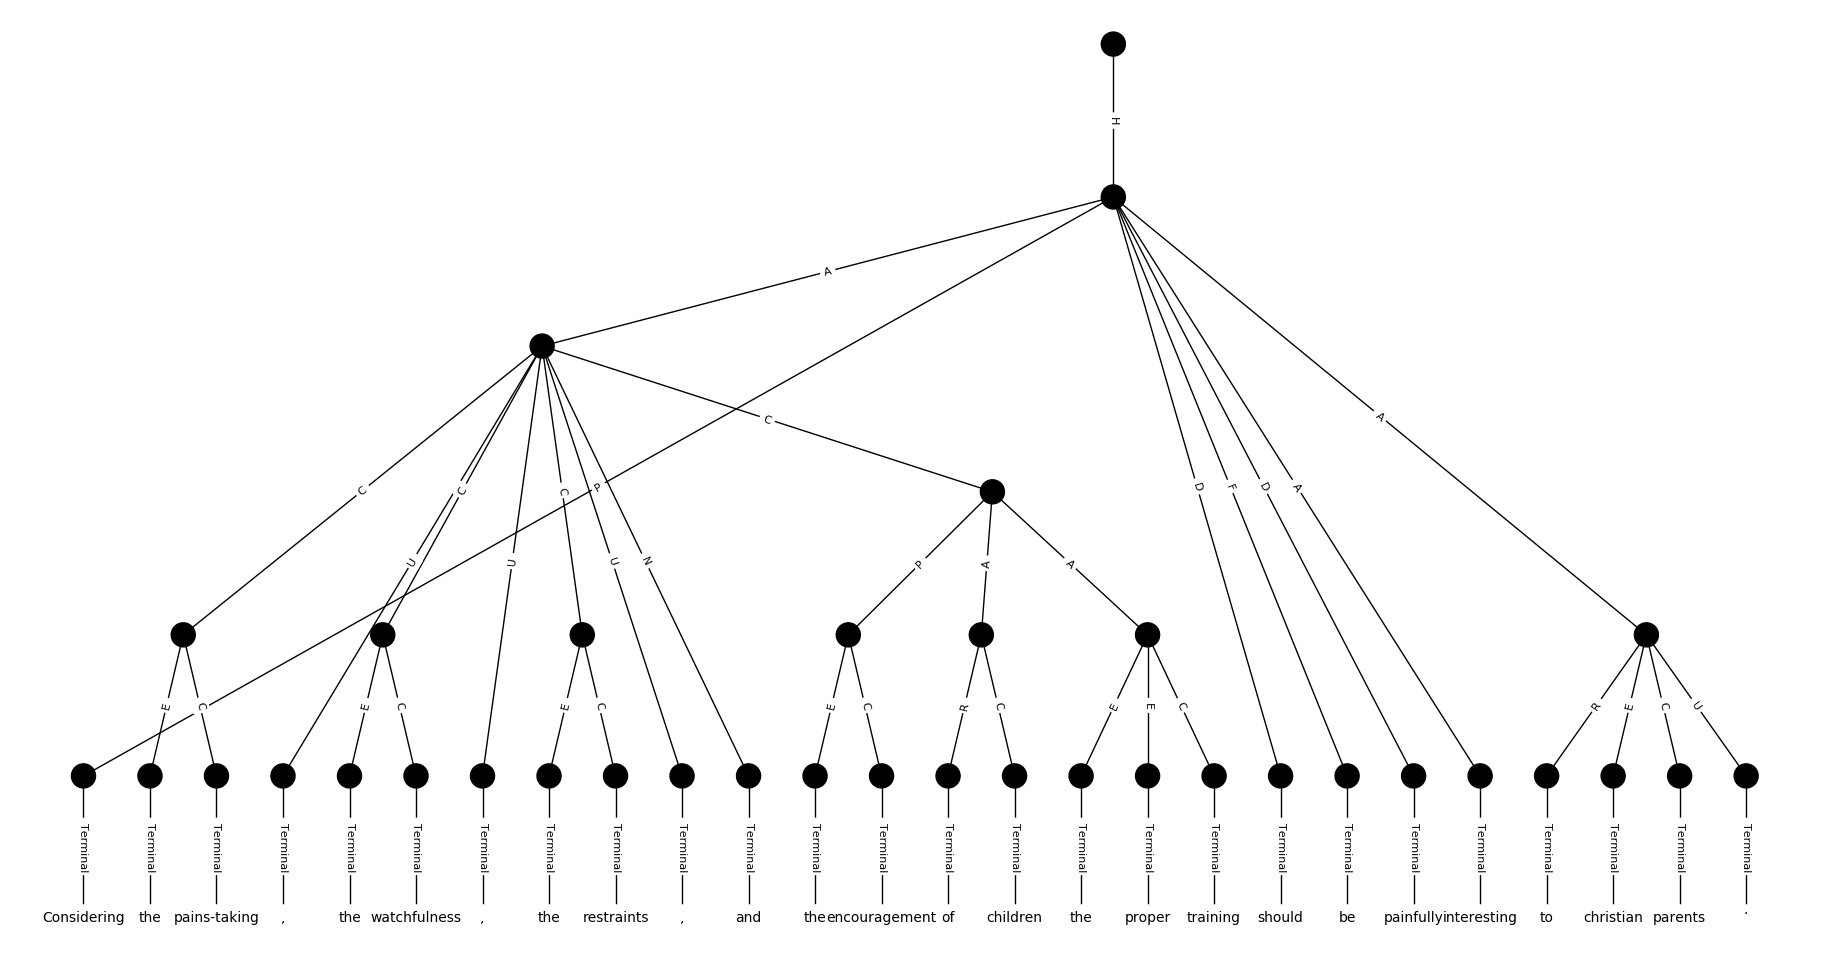 H
A
A
C
C
P
C
C
P
D
F
D
A
U
U
U
N
P
A
A
E
C
E
C
E
C
E
C
R
C
E
E
C
R
E
C
U
Terminal Terminal Terminal Terminal Terminal Terminal Terminal Terminal Terminal Terminal Terminal Terminal Terminal Terminal Terminal Terminal Terminal Terminal Terminal Terminal Terminal Terminal Terminal Terminal Terminal Terminal
Considering the pains-taking , the watchfulness , the restraints , and the encouragement of children the proper training should be painfully interesting to christian parents .